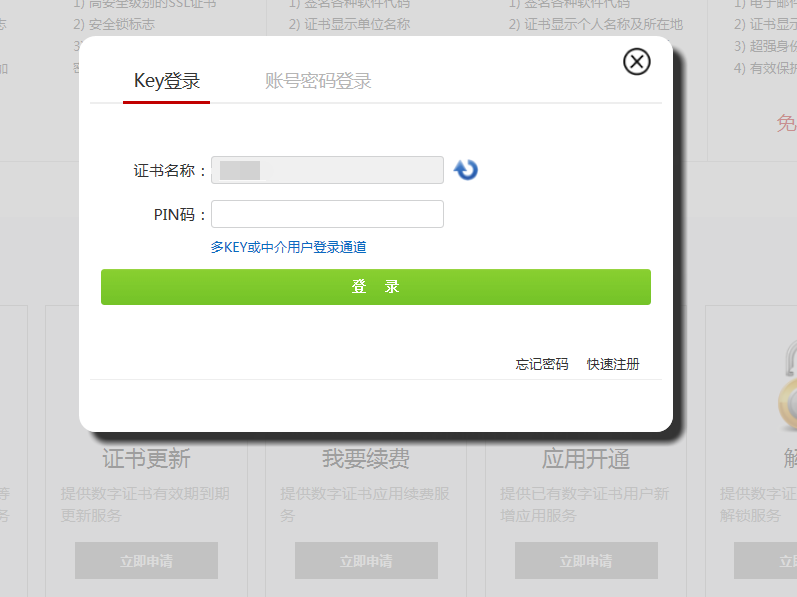 1) 高安全级别的SSL证书
1) 签名各种软件代码
1) 签名各种软件代码
1) 电子邮件
志
2) 安全锁标志
2) 证书显示单位名称
2) 证书显示个人名称及所在地
2) 证书显示
3) 超强身份
加
4) 有效保护
Key登录
账号密码登录
免
证书名称：
PIN码：
多KEY或中介用户登录通道
登 录
忘记密码 快速注册
证书更新
我要续费
应用开通
解
等
务
提供数字证书有效期到期
更新服务
提供数字证书应用续费服
务
提供已有数字证书用户新
增应用服务
提供数字证
解锁服务
立即申请
立即申请
立即申请
立即